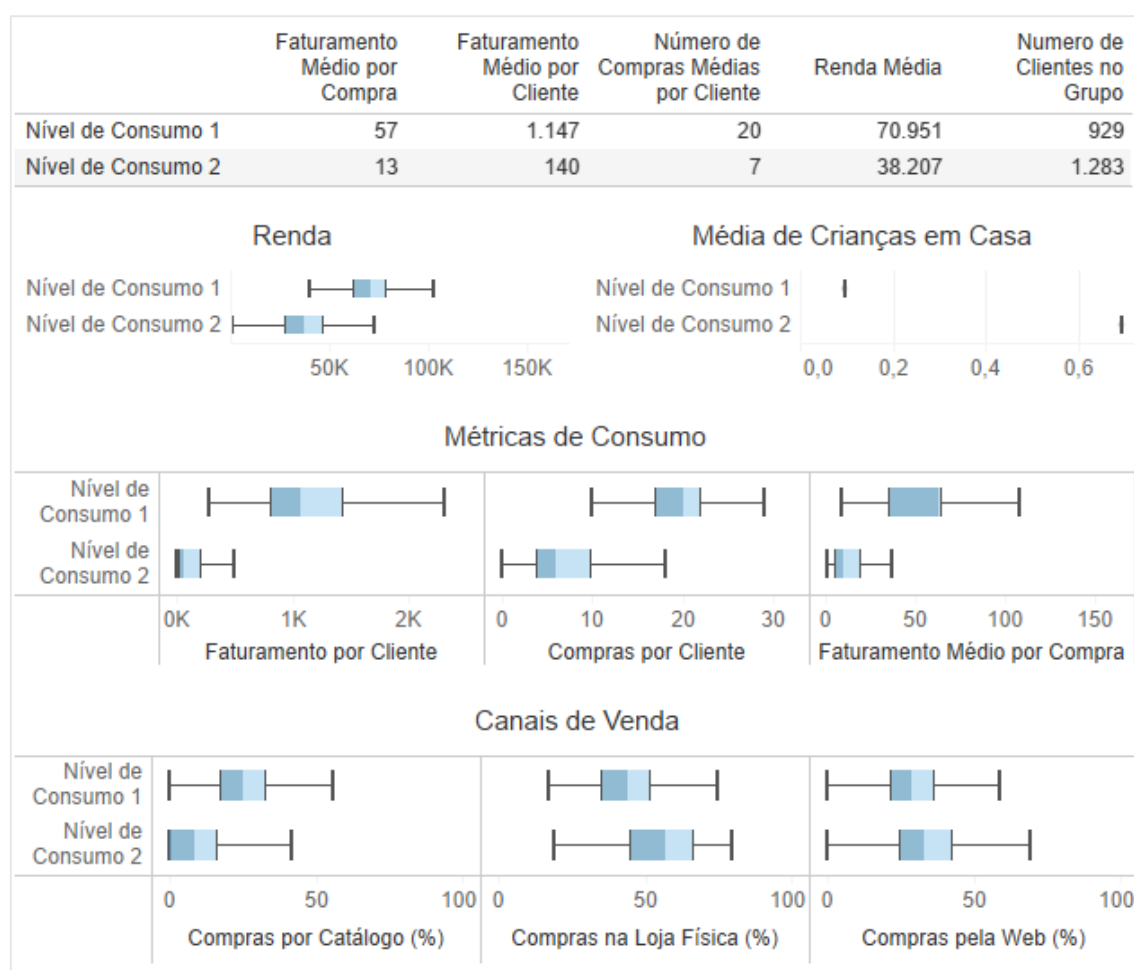 Faturamento Médio por Compra
Faturamento Médio por Cliente
Número de Compras Médias por Cliente
Renda Média
Numero de Clientes no Grupo
Nível de Consumo 1 57 1.147 20 70.951 929
Nível de Consumo 2 13 140 7 38.207 1.283
Renda
Nível de Consumo 1
Nível de Consumo 2
50K 100K 150K
Média de Crianças em Casa
Nível de Consumo 1
Nível de Consumo 2
0,0 0,2 0,4 0,6
Métricas de Consumo
Nível de
Consumo 1
Nível de
Consumo 2
0K 1K 2K
Faturamento por Cliente
0 10 20 30
Compras por Cliente
0 50 100 150
Faturamento Médio por Compra
Canais de Venda
Nível de
Consumo 1
Nível de
Consumo 2
0 50 100
Compras por Catálogo (%)
0 50 100
Compras na Loja Física (%)
0 50 100
Compras pela Web (%)